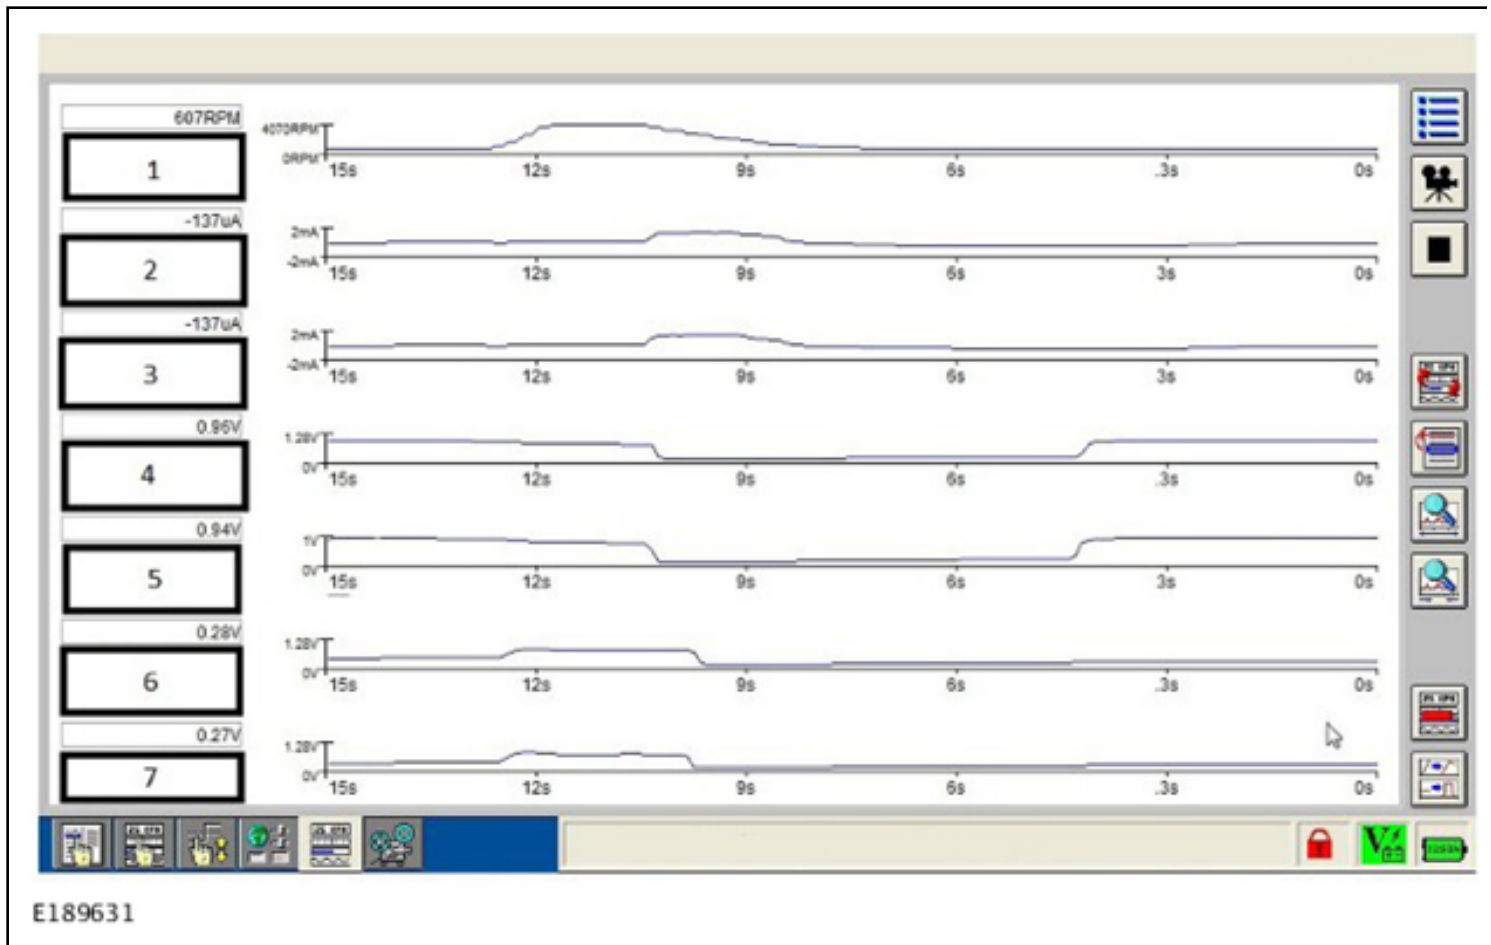 607RPM
1
4070RPM
0RPM
15s 12s 9s 6s .3s 0s
-137uA
2
2mA
-2mA
15s 12s 9s 6s 3s 0s
-137uA
3
2mA
-2mA
15s 12s 9s 6s 3s 0s
0.96V
4
1.28V
0V
15s 12s 9s 6s .3s 0s
0.94V
5
1V
0V
15s 12s 9s 6s 3s 0s
0.28V
6
1.28V
0V
15s 12s 9s 6s .3s 0s
0.27V
7
1.28V
0V
15s 12s 9s 6s .3s 0s
V
E189631